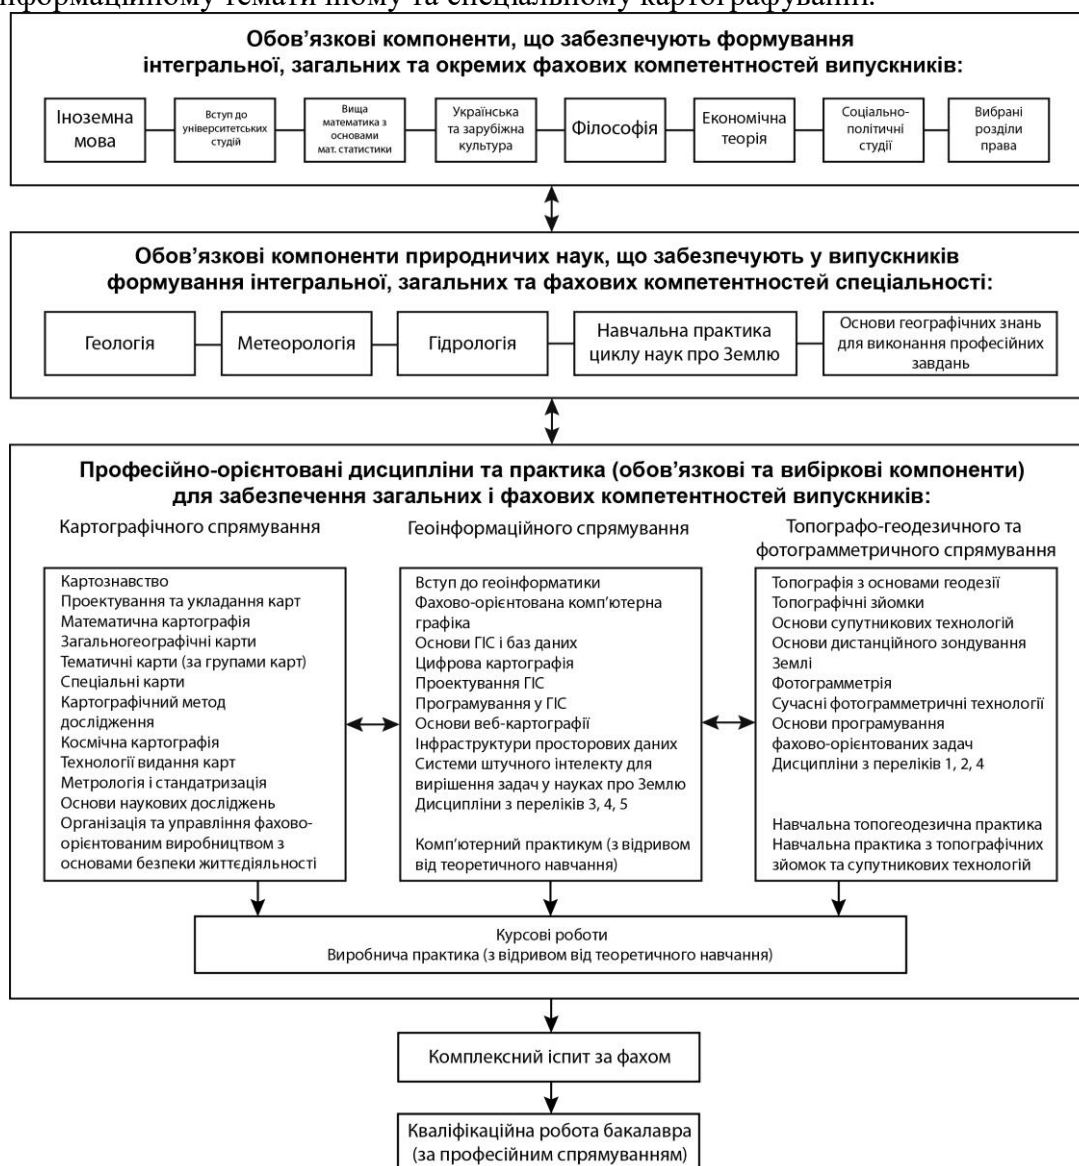 нформаційному тематичному та спеціальному картографуванні.
Обов’язкові компоненти, що забезпечують формування
інтегральної, загальних та окремих фахових компетентностей випускників:
Іноземна
мова
Вступ до
університетських
студій
Вища
математика з
основами
мат. статистики
Українська
та зарубіжна
культура
Філософія
Економічна
теорія
Соціально-
політичні
студії
Вибрані
розділи
права
Обов’язкові компоненти природничих наук, що забезпечують у випускників
формування інтегральної, загальних та фахових компетентностей спеціальності:
Геологія
Метеорологія
Гідрологія
Навчальна практика
циклу наук про Землю
Основи географічних знань
для виконання професійних
завдань
Професійно-орієнтовані дисципліни та практика (обов’язкові та вибіркові компоненти)
для забезпечення загальних і фахових компетентностей випускників:
Картографічного спрямування
Картознавство
Проектування та укладання карт
Математична картографія
Загальногеографічні карти
Тематичні карти (за групами карт)
Спеціальні карти
Картографічний метод
дослідження
Космічна картографія
Технології видання карт
Метрологія і стандартизація
Основи наукових досліджень
Організація та управління фахово-
орієнтованим виробництвом з
основами безпеки життєдіяльності
Геоінформаційного спрямування
Вступ до геоінформатики
Фахово-орієнтована комп’ютерна
графіка
Основи ГІС і баз даних
Цифрова картографія
Проектування ГІС
Програмування у ГІС
Основи веб-картографії
Інфраструктури просторових даних
Системи штучного інтелекту для
вирішення задач у науках про Землю
Дисципліни з переліків 3, 4, 5
Комп’ютерний практикум (з відривом
від теоретичного навчання)
Топографо-геодезичного та
фотограмметричного спрямування
Топографія з основами геодезії
Топографічні зйомки
Основи супутникових технологій
Основи дистанційного зондування
Землі
Фотограмметрія
Сучасні фотограмметричні технології
Основи програмування
фахово-орієнтованих задач
Дисципліни з переліків 1, 2, 4
Навчальна топогеодезична практика
Навчальна практика з топографічних
зйомок та супутникових технологій
Курсові роботи
Виробнича практика (з відривом від теоретичного навчання)
Комплексний іспит за фахом
Кваліфікаційна робота бакалавра
(за професійним спрямуванням)